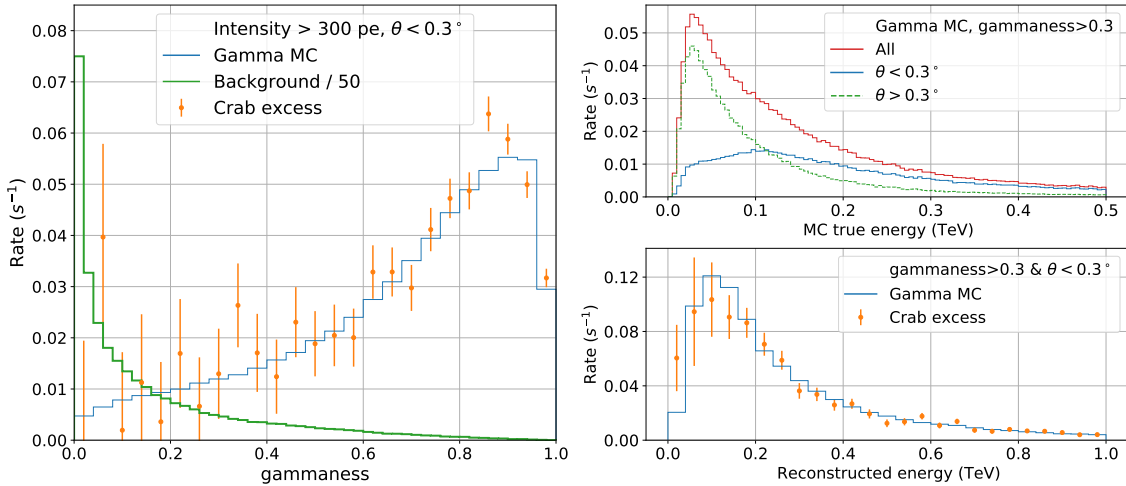 Intensity > 300 pe, θ < 0.3°
Gamma MC
Background / 50
Crab excess
Rate (s⁻¹)
0.08
0.07
0.06
0.05
0.04
0.03
0.02
0.01
0.00
0.0 0.2 0.4 0.6 0.8 1.0
gammaness
Gamma MC, gammaness>0.3
All
θ < 0.3°
θ > 0.3°
Rate (s⁻¹)
0.05
0.04
0.03
0.02
0.01
0.00
0.0 0.1 0.2 0.3 0.4 0.5
MC true energy (TeV)
gammaness>0.3 & θ < 0.3°
Gamma MC
Crab excess
Rate (s⁻¹)
0.12
0.08
0.04
0.00
0.0 0.2 0.4 0.6 0.8 1.0
Reconstructed energy (TeV)